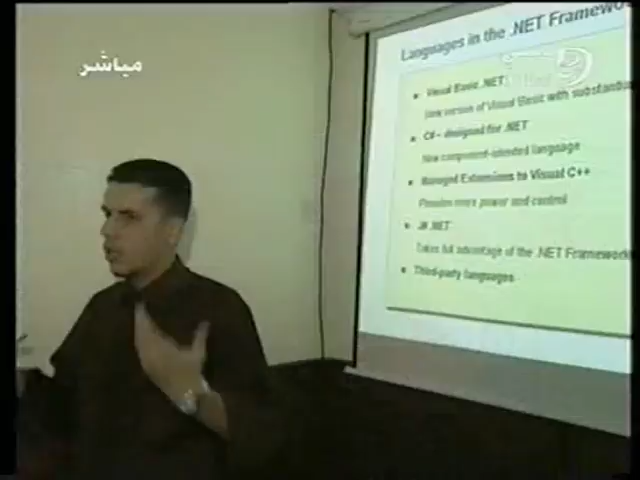 مباشر
Languages in the .NET Framework
Visual Basic .NET
New version of Visual Basic with substantial
C# – designed for .NET
New component-oriented language
Managed Extensions to Visual C++
Provides more power and control
J# .NET
Takes full advantage of the .NET Framework
Third-party languages